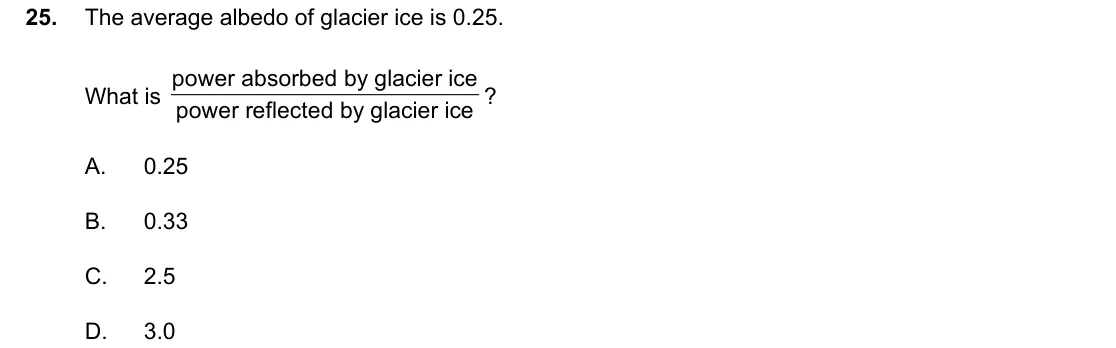 25. The average albedo of glacier ice is 0.25.
What is power absorbed by glacier ice / power reflected by glacier ice ?
A. 0.25
B. 0.33
C. 2.5
D. 3.0